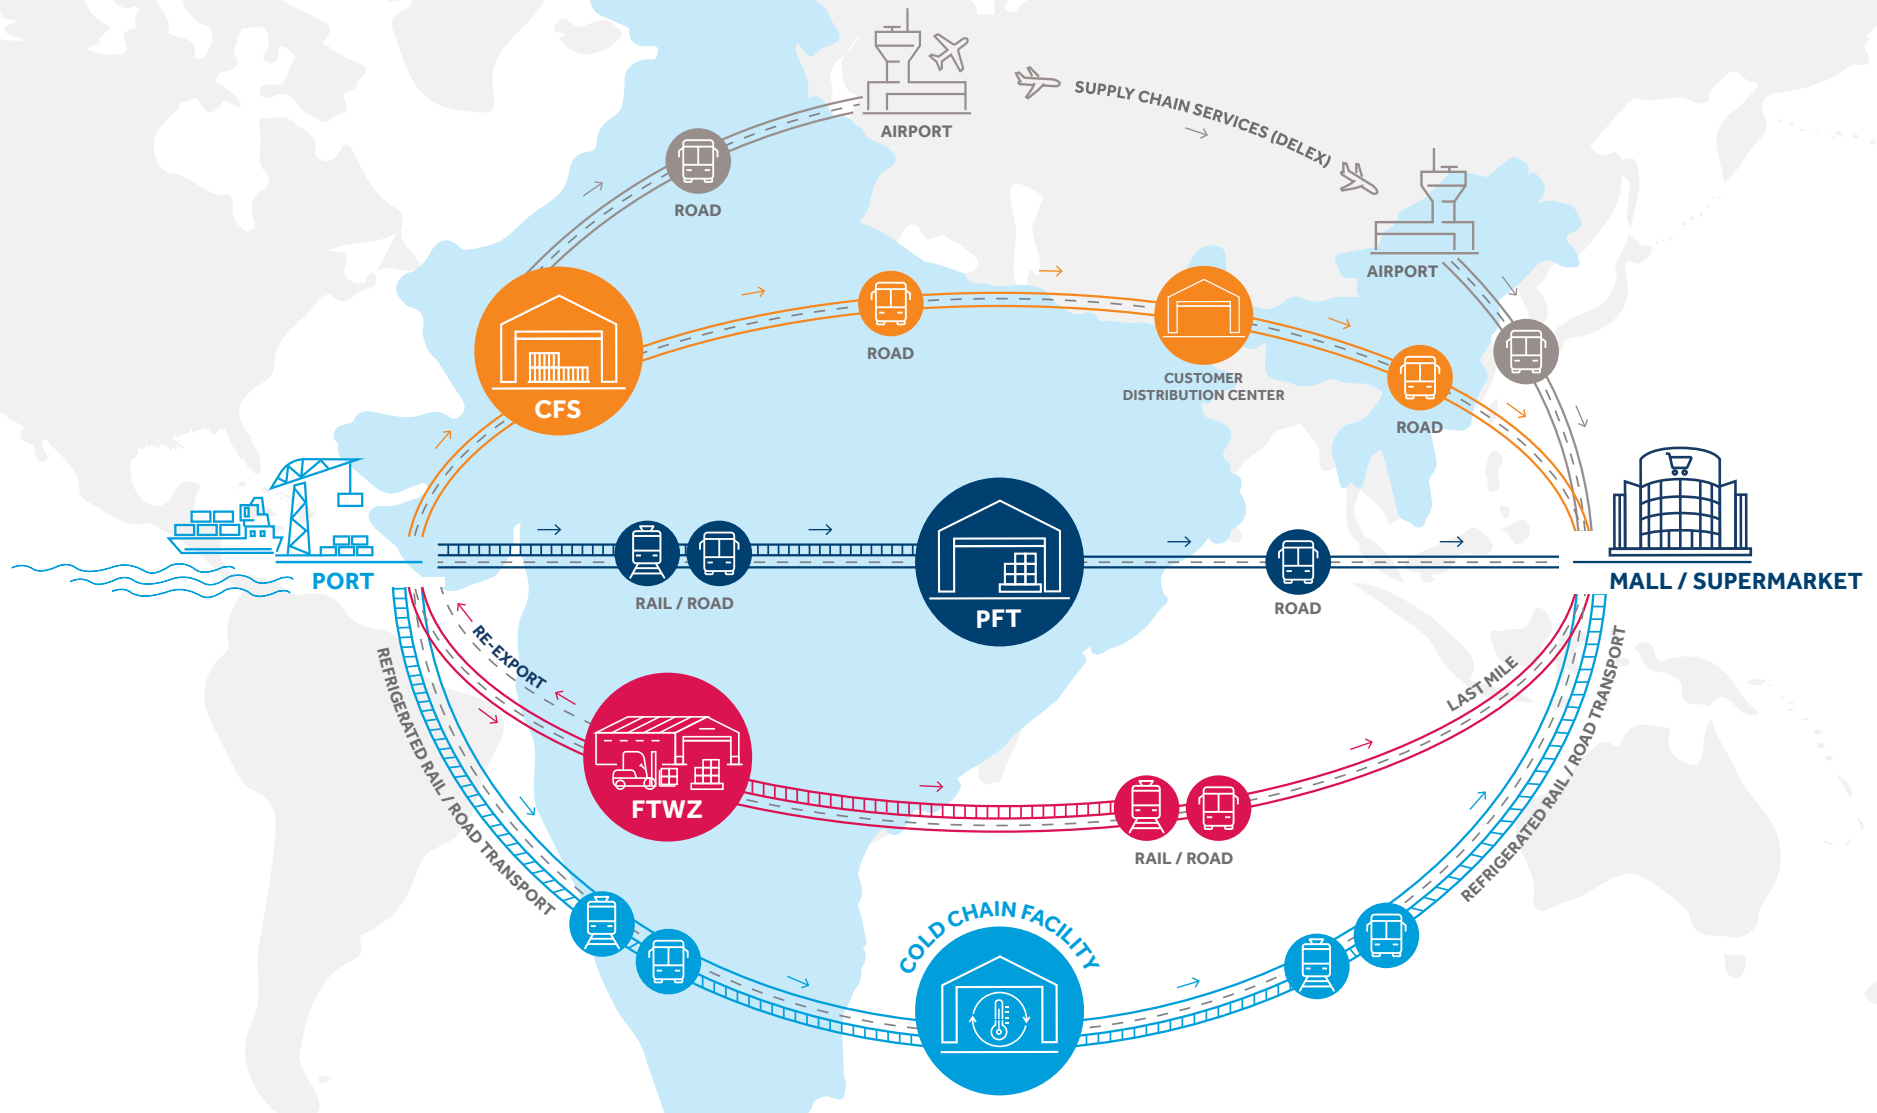 AIRPORT
SUPPLY CHAIN SERVICES (DELEX)
ROAD
AIRPORT
ROAD
CUSTOMER
DISTRIBUTION CENTER
CFS
ROAD
PORT
RAIL / ROAD
PFT
ROAD
MALL / SUPERMARKET
RE-EXPORT
REFRIGERATED RAIL / ROAD TRANSPORT
LAST MILE
REFRIGERATED RAIL / ROAD TRANSPORT
FTWZ
RAIL / ROAD
COLD CHAIN FACILITY